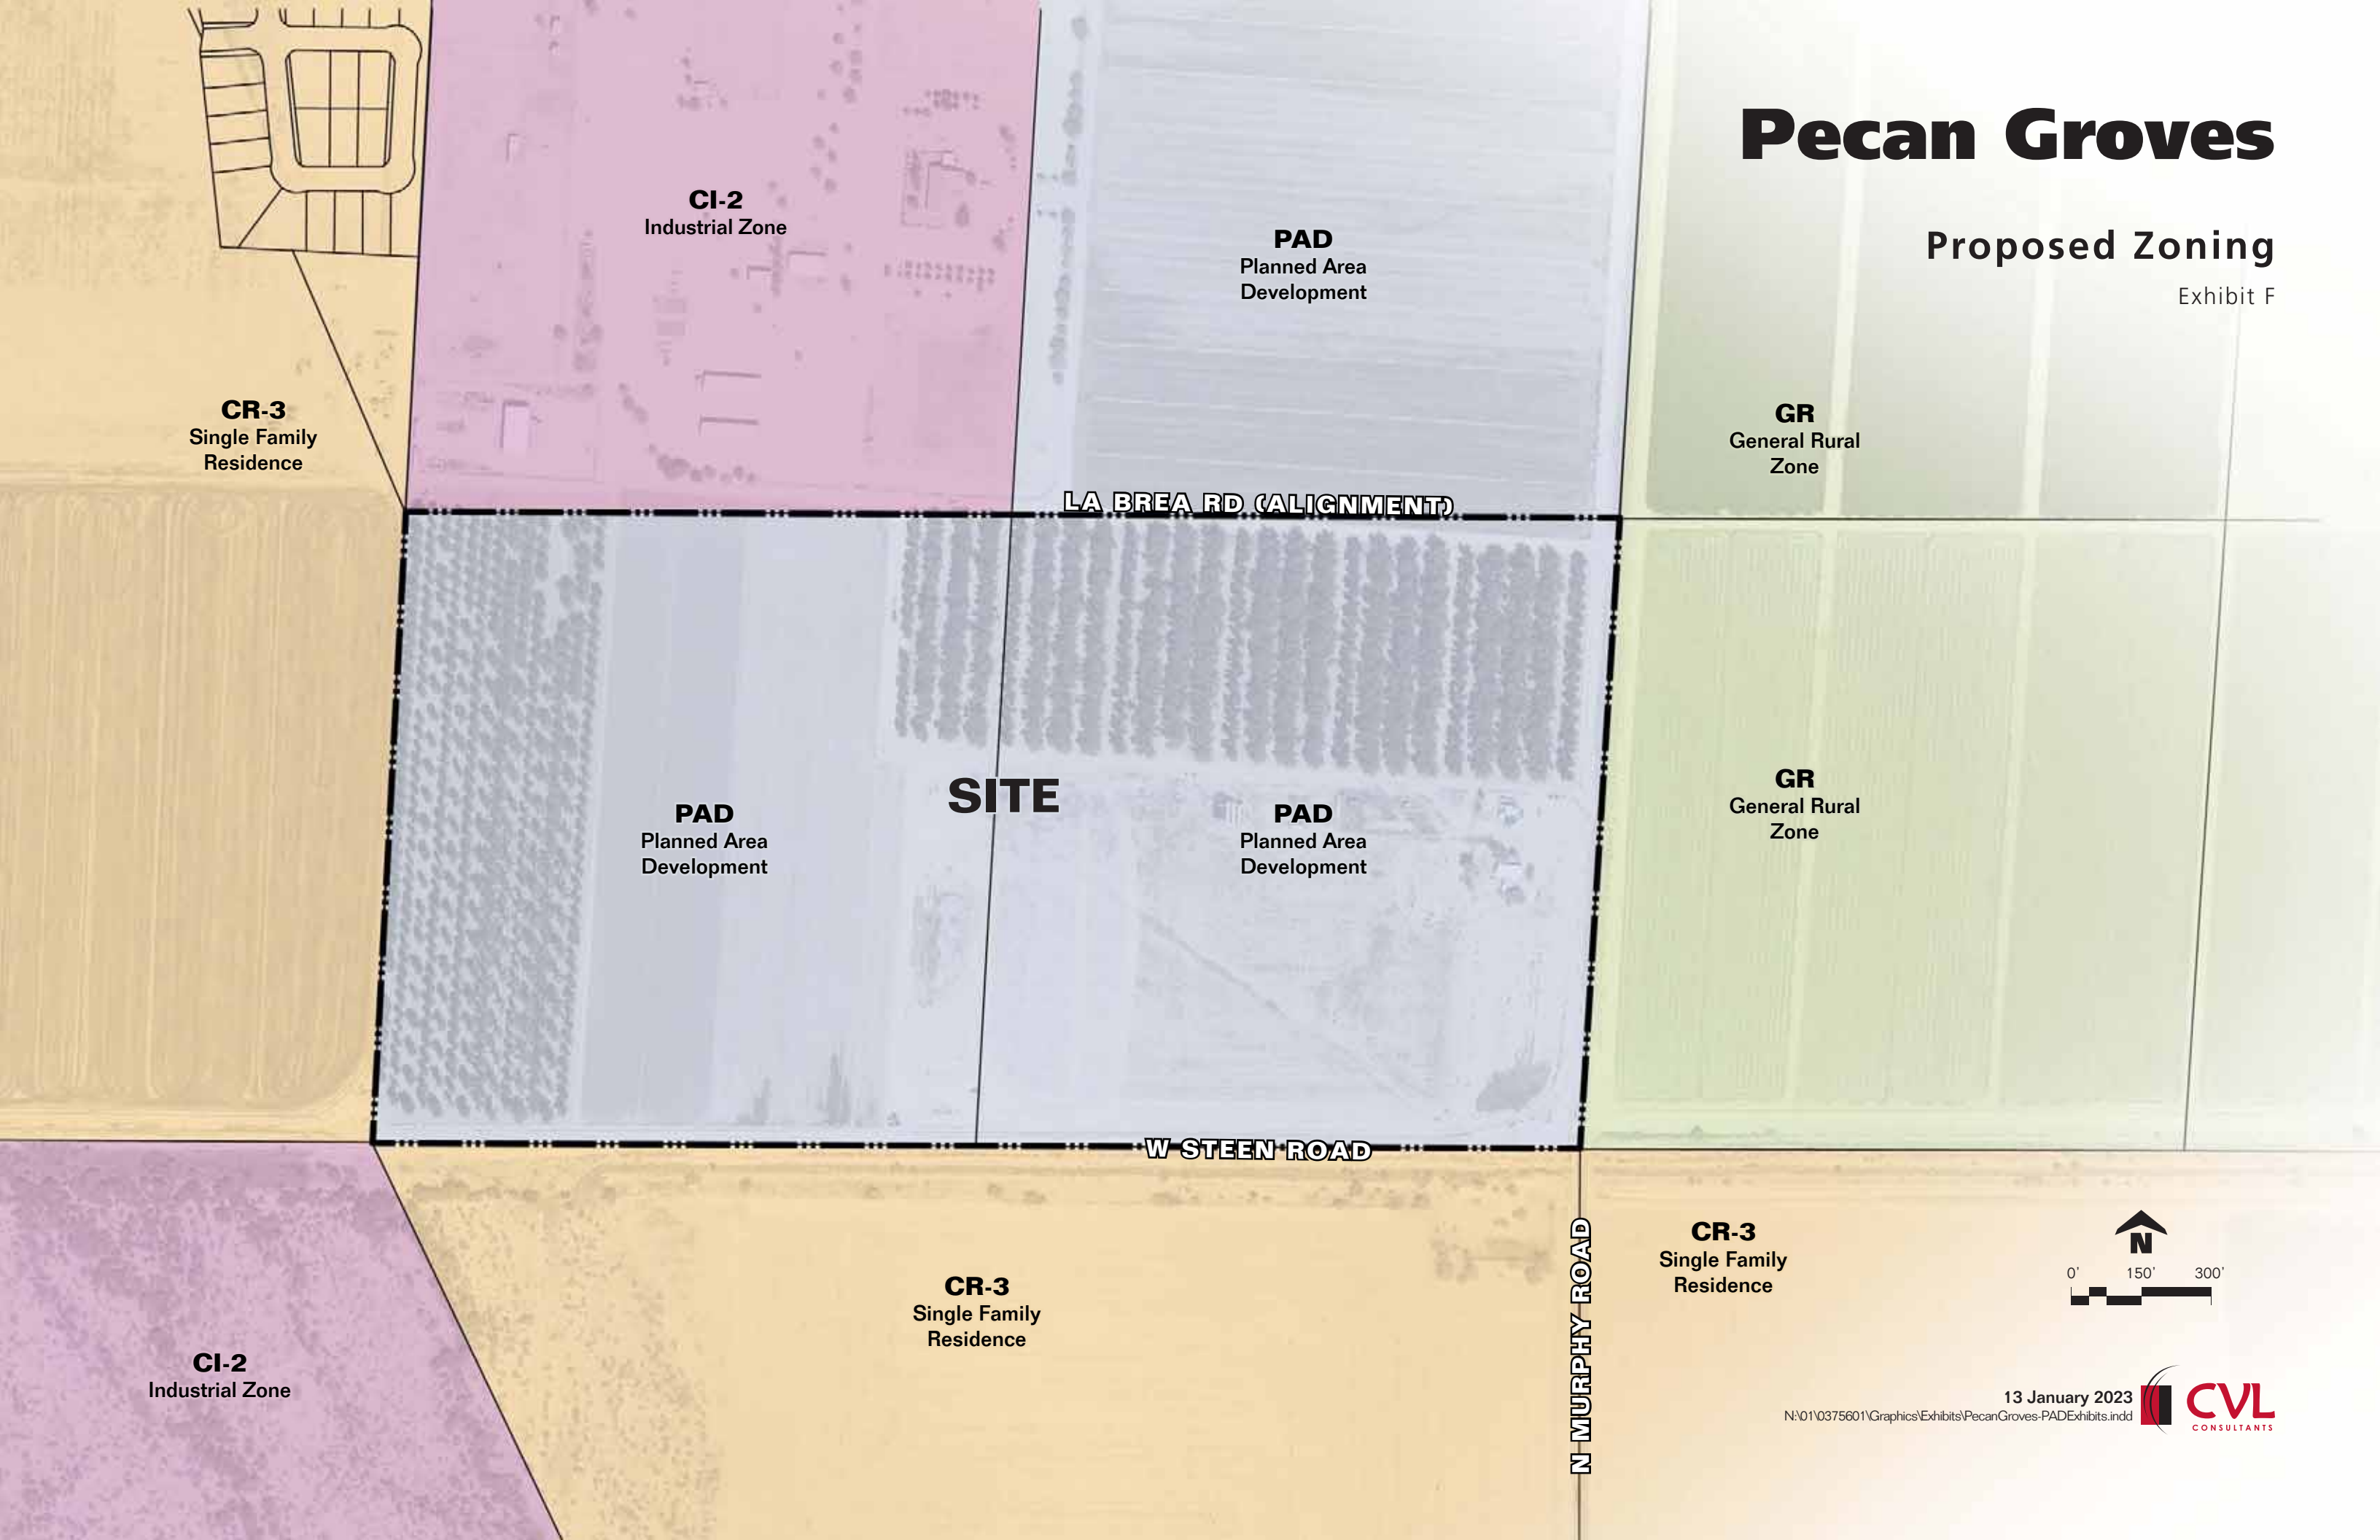 Pecan Groves
Proposed Zoning
Exhibit F
CI-2
Industrial Zone
PAD
Planned Area
Development
CR-3
Single Family
Residence
GR
General Rural
Zone
LA BREA RD (ALIGNMENT)
SITE
PAD
Planned Area
Development
PAD
Planned Area
Development
GR
General Rural
Zone
W STEEN ROAD
N MURPHY ROAD
CR-3
Single Family
Residence
CR-3
Single Family
Residence
CI-2
Industrial Zone
N
0' 150' 300'
13 January 2023
N:\01\0375601\Graphics\Exhibits\PecanGroves-PADExhibits.indd
CVL
CONSULTANTS